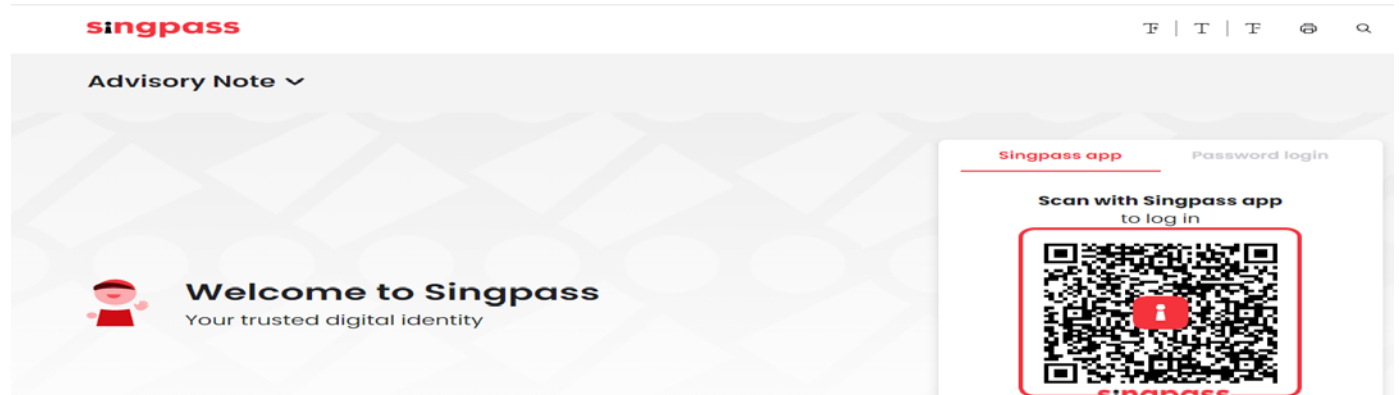 singpass
T+ | T | T-
Advisory Note
Singpass app Password login
Scan with Singpass app
to log in
Welcome to Singpass
Your trusted digital identity
singpass